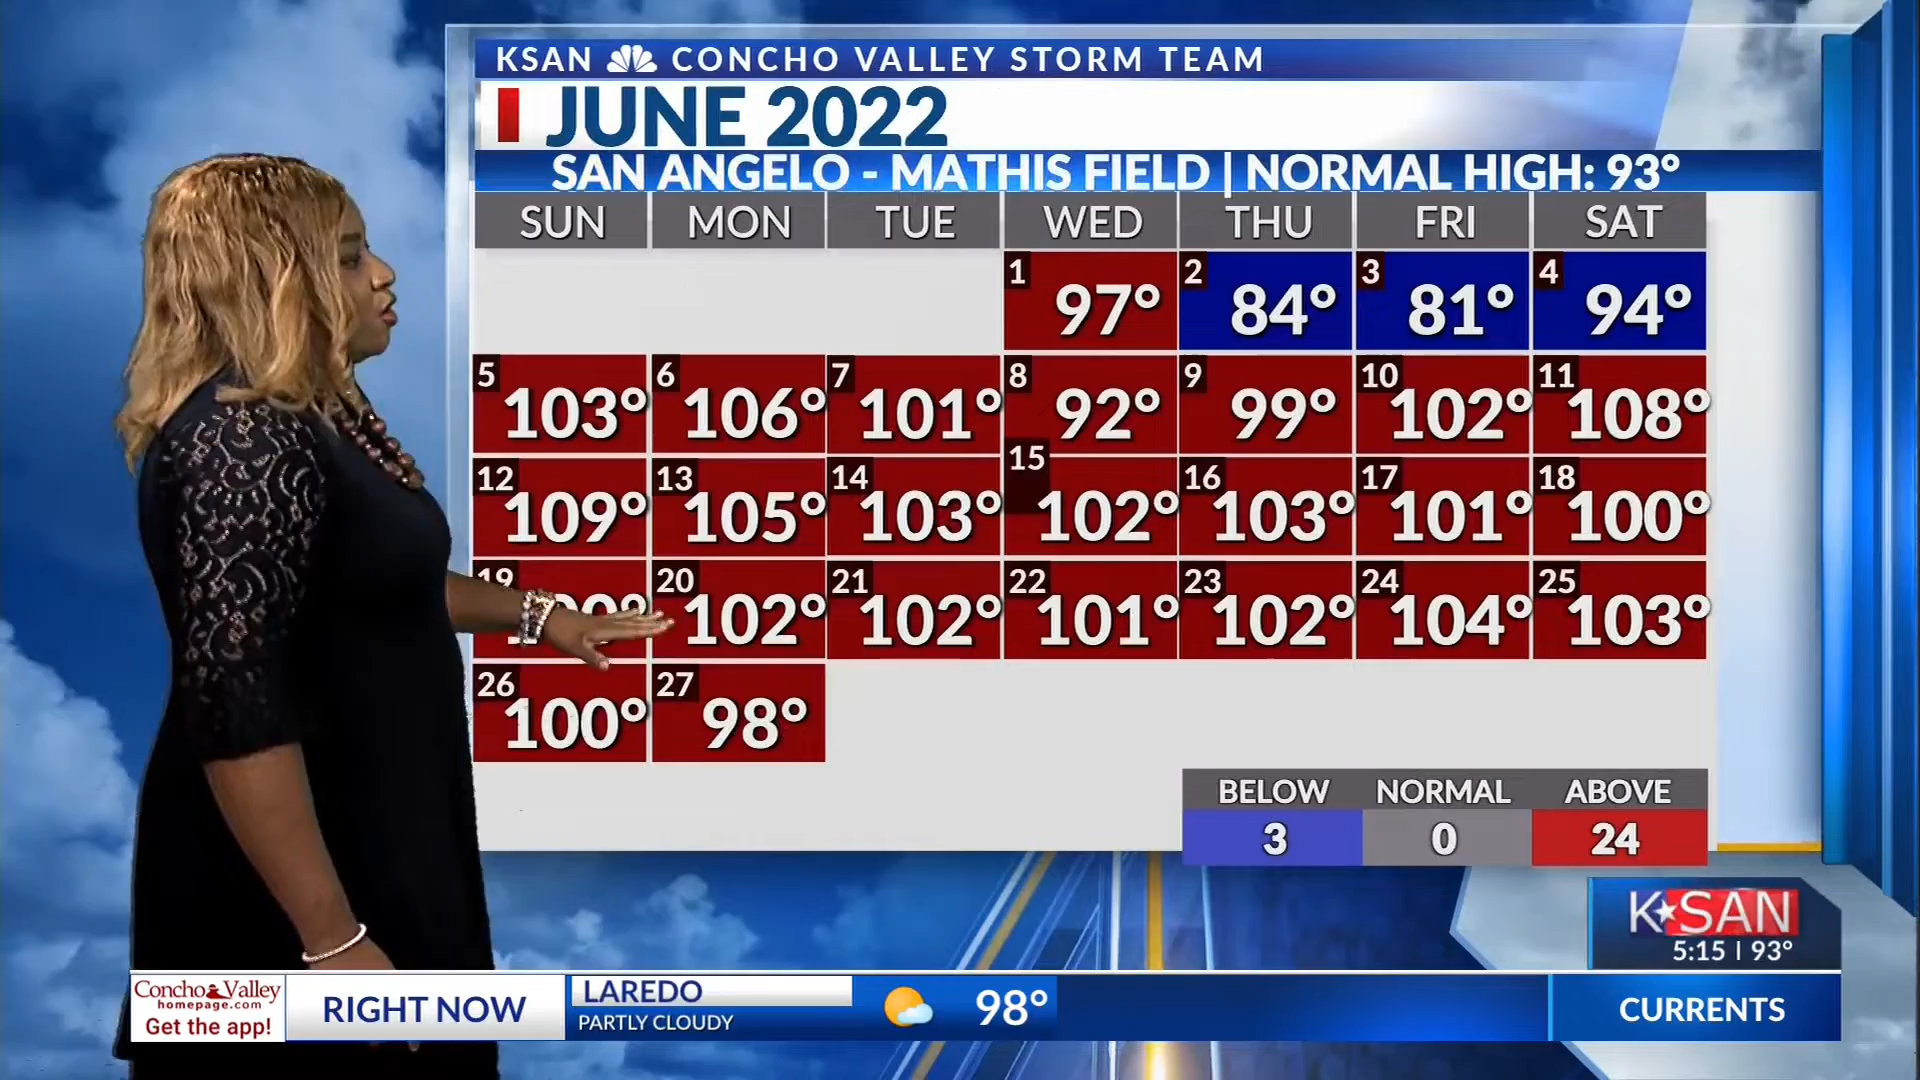 KSAN CONCHO VALLEY STORM TEAM
JUNE 2022
SAN ANGELO - MATHIS FIELD | NORMAL HIGH: 93°
SUN MON TUE WED THU FRI SAT
1 97° 2 84° 3 81° 4 94°
5 103° 6 106° 7 101° 8 92° 9 99° 10 102° 11 108°
12 109° 13 105° 14 103° 15 102° 16 103° 17 101° 18 100°
19 20 102° 21 102° 22 101° 23 102° 24 104° 25 103°
26 100° 27 98°
BELOW NORMAL ABOVE
3 0 24
K★SAN
5:15 | 93°
Concho Valley
homepage.com
Get the app!
RIGHT NOW
LAREDO
PARTLY CLOUDY
98°
CURRENTS